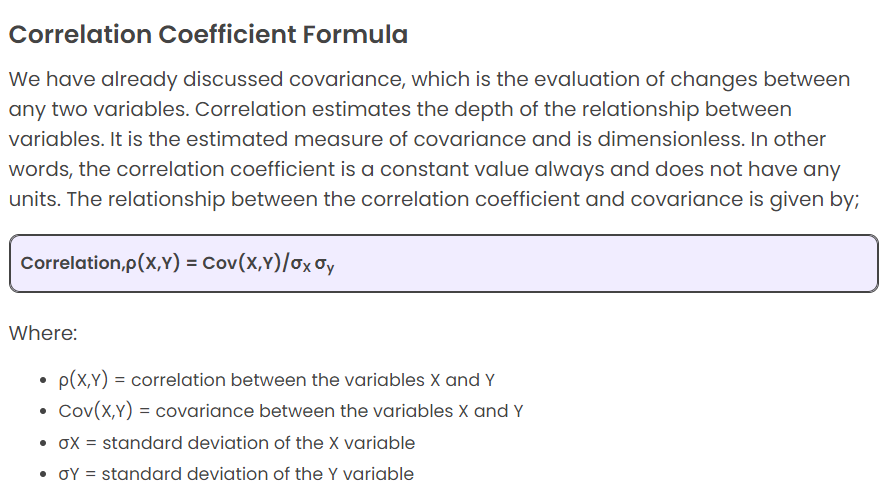 Correlation Coefficient Formula
We have already discussed covariance, which is the evaluation of changes between
any two variables. Correlation estimates the depth of the relationship between
variables. It is the estimated measure of covariance and is dimensionless. In other
words, the correlation coefficient is a constant value always and does not have any
units. The relationship between the correlation coefficient and covariance is given by;
Correlation,ρ(X,Y) = Cov(X,Y)/σₓ σᵧ
Where:
• ρ(X,Y) = correlation between the variables X and Y
• Cov(X,Y) = covariance between the variables X and Y
• σX = standard deviation of the X variable
• σY = standard deviation of the Y variable